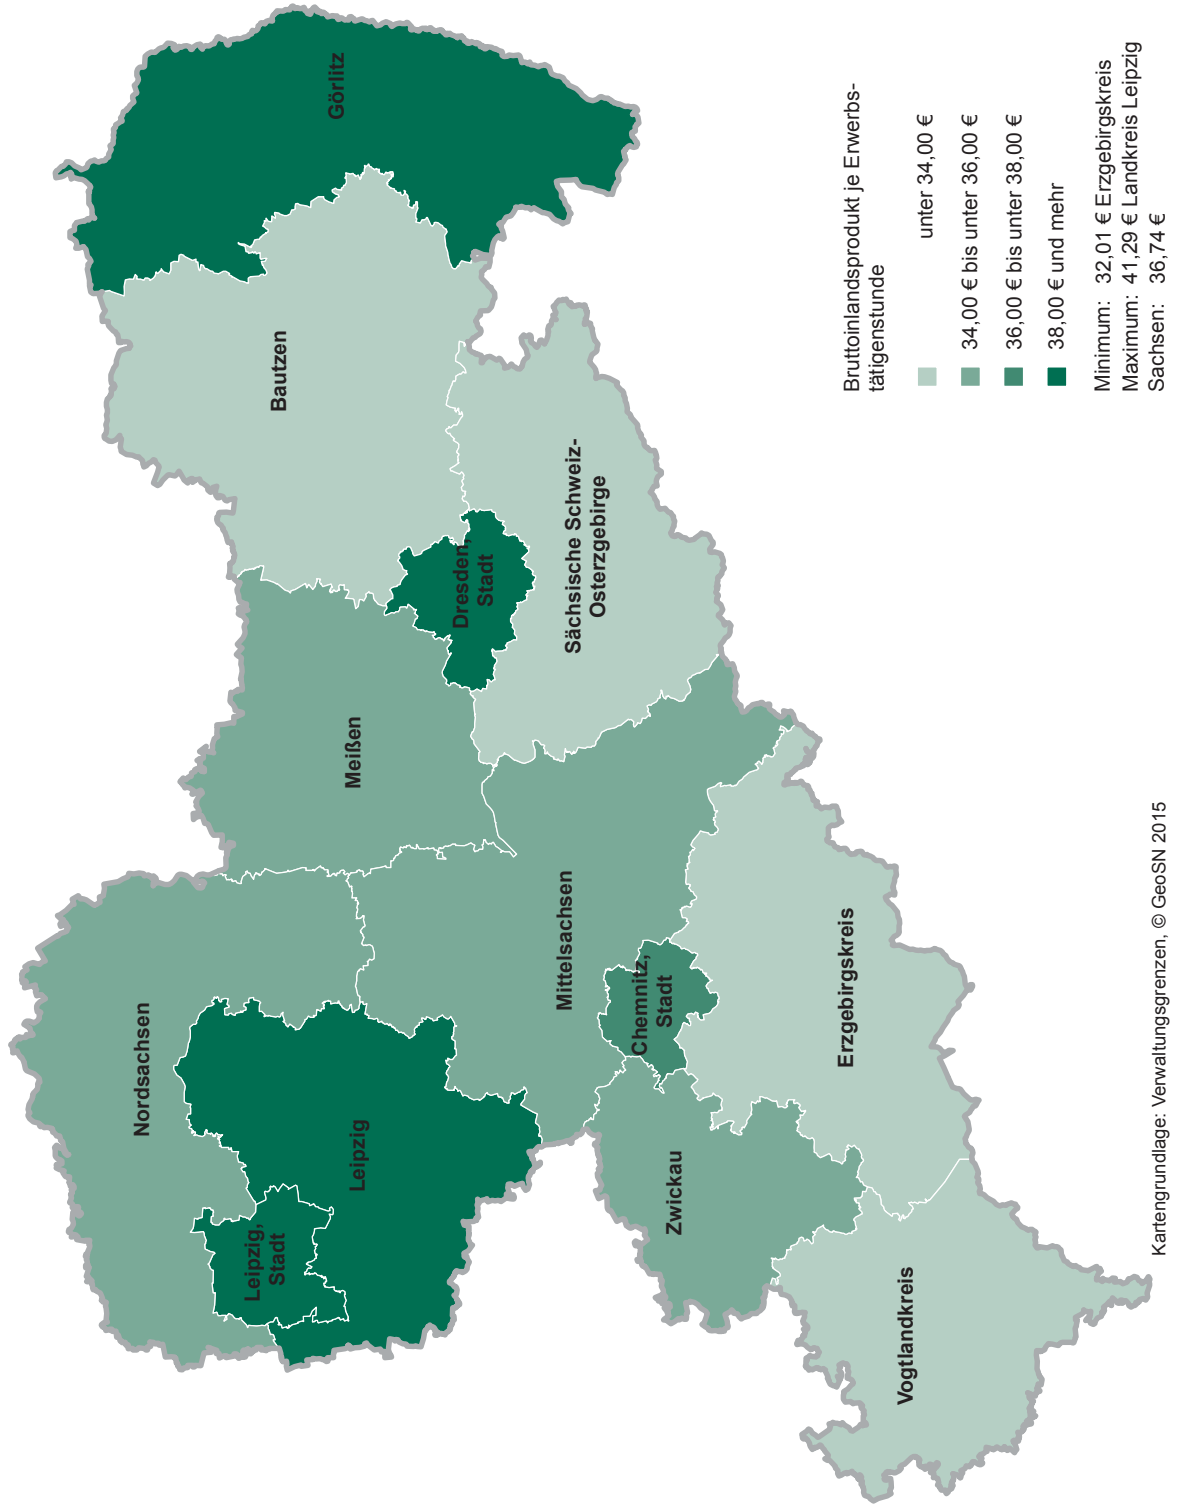 Nordsachsen
Leipzig,
Stadt
Leipzig
Meißen
Bautzen
Görlitz
Dresden,
Stadt
Mittelsachsen
Sächsische Schweiz-
Osterzgebirge
Chemnitz,
Stadt
Zwickau
Erzgebirgskreis
Vogtlandkreis
Bruttoinlandsprodukt je Erwerbs-
tätigenstunde
unter 34,00 €
34,00 € bis unter 36,00 €
36,00 € bis unter 38,00 €
38,00 € und mehr
Minimum: 32,01 € Erzgebirgskreis
Maximum: 41,29 € Landkreis Leipzig
Sachsen: 36,74 €
Kartengrundlage: Verwaltungsgrenzen, © GeoSN 2015